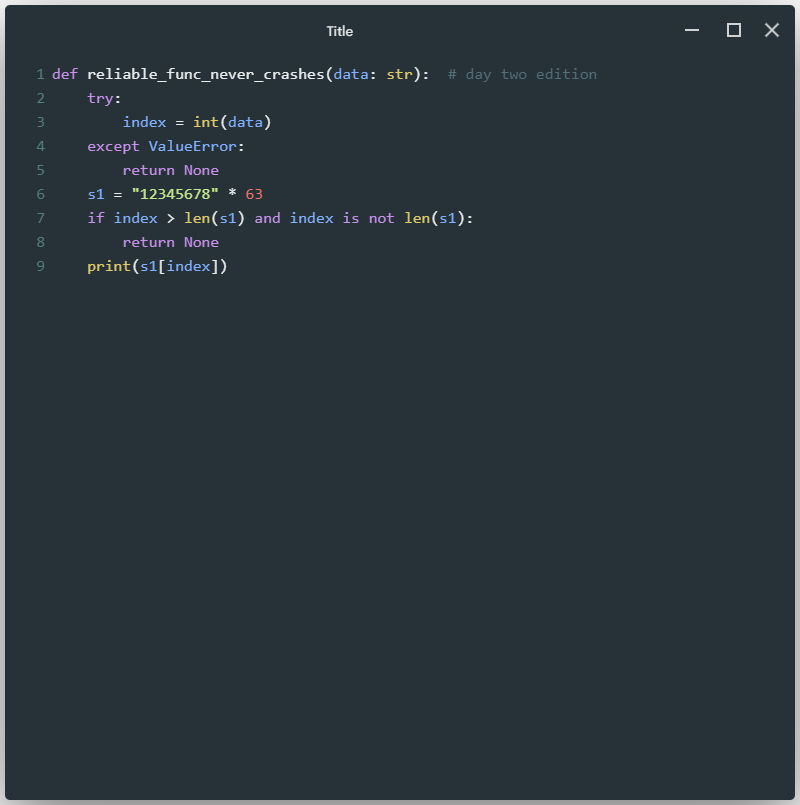 Title
1 def reliable_func_never_crashes(data: str):  # day two edition
2     try:
3         index = int(data)
4     except ValueError:
5         return None
6     s1 = "12345678" * 63
7     if index > len(s1) and index is not len(s1):
8         return None
9     print(s1[index])